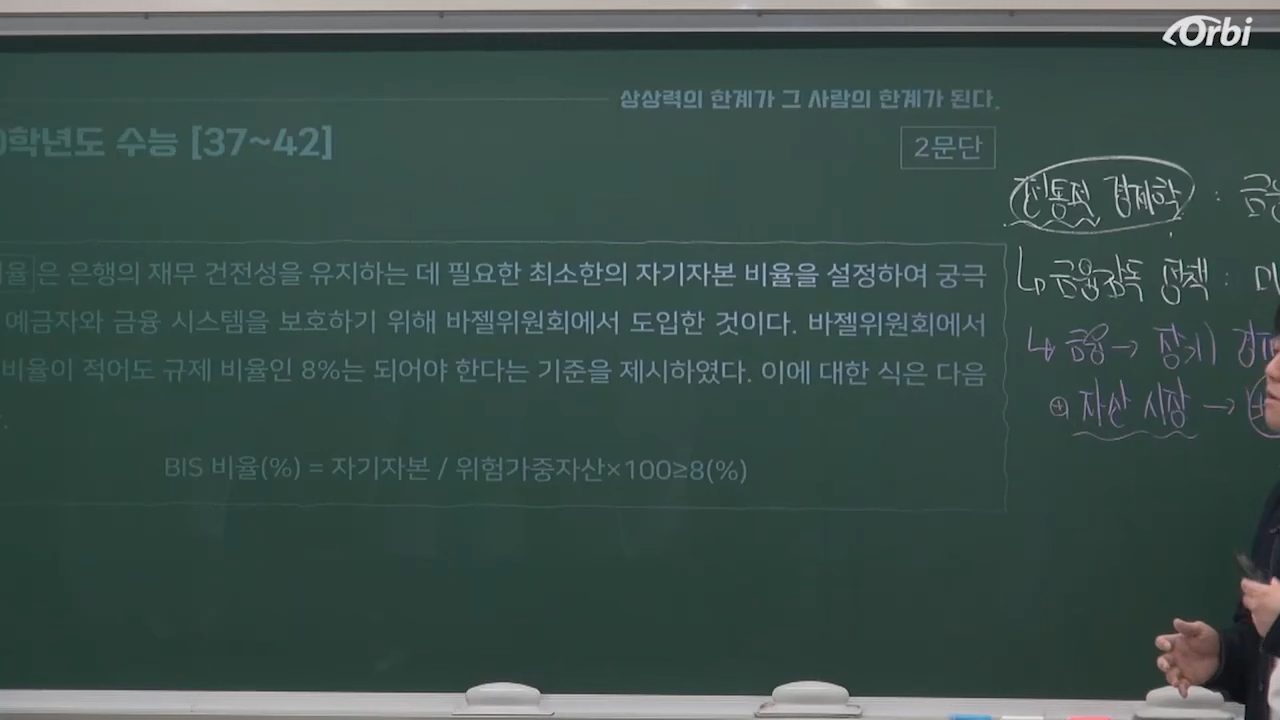 Orbi
상상력의 한계가 그 사람의 한계가 된다.
0학년도 수능 [37~42]
2문단
율은 은행의 재무 건전성을 유지하는 데 필요한 최소한의 자기자본 비율을 설정하여 궁극
예금자와 금융 시스템을 보호하기 위해 바젤위원회에서 도입한 것이다. 바젤위원회에서
비율이 적어도 규제 비율인 8%는 되어야 한다는 기준을 제시하였다. 이에 대한 식은 다음
BIS 비율(%) = 자기자본 / 위험가중자산×100≥8(%)
전통적 경제학 : 금융
↳ 금융감독 정책 :
↳ 금융 → 장기
⊕ 자산 시장 →